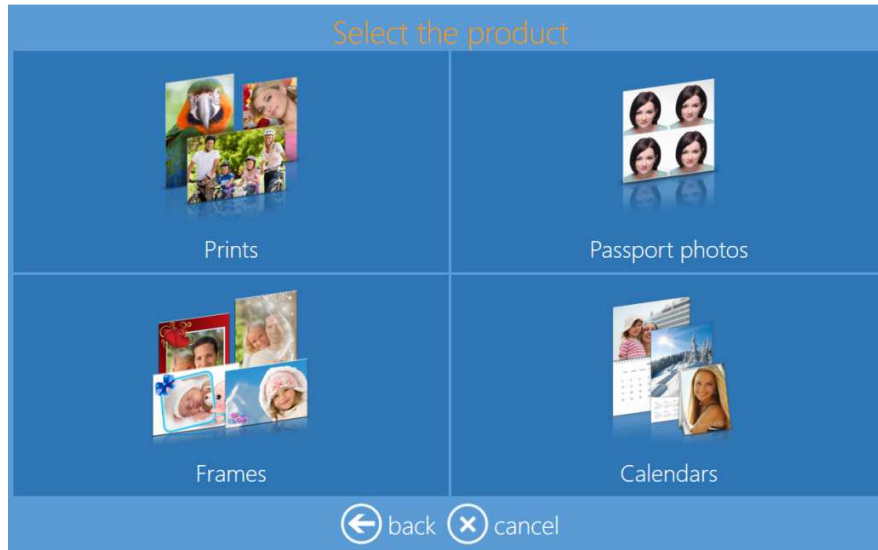 Select the product
Prints
Passport photos
Frames
Calendars
back
cancel